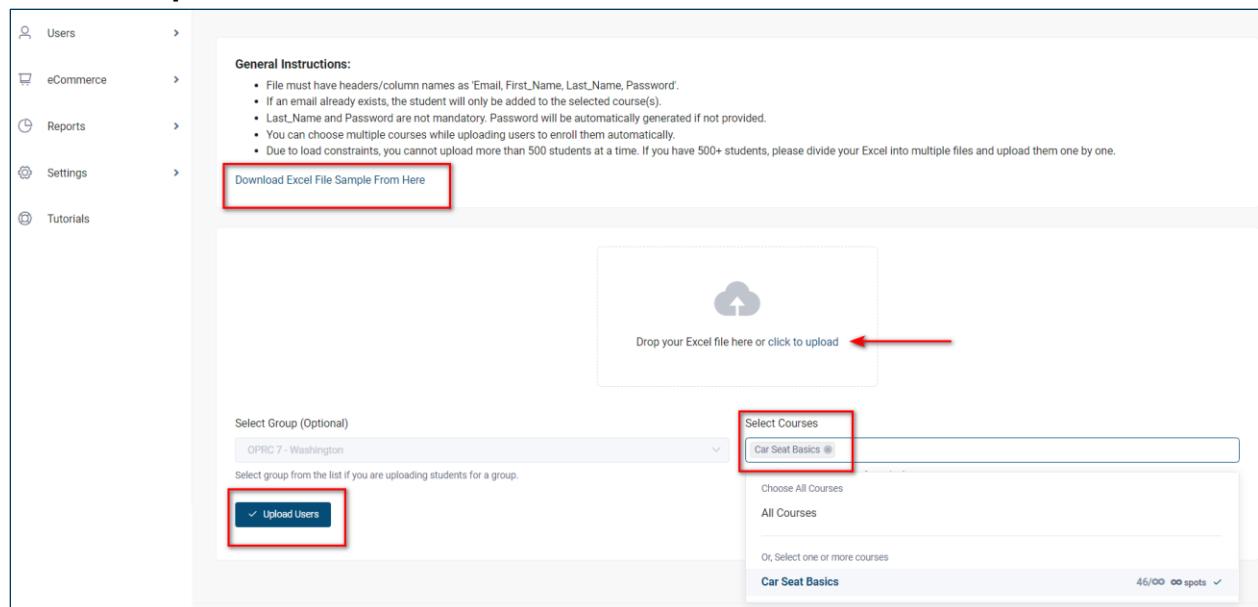 Users
eCommerce
Reports
Settings
Tutorials
General Instructions:
• File must have headers/column names as 'Email, First_Name, Last_Name, Password'.
• If an email already exists, the student will only be added to the selected course(s).
• Last_Name and Password are not mandatory. Password will be automatically generated if not provided.
• You can choose multiple courses while uploading users to enroll them automatically.
• Due to load constraints, you cannot upload more than 500 students at a time. If you have 500+ students, please divide your Excel into multiple files and upload them one by one.
Download Excel File Sample From Here
Drop your Excel file here or click to upload
Select Group (Optional)
OPRC 7 - Washington
Select group from the list if you are uploading students for a group.
Upload Users
Select Courses
Car Seat Basics
Choose All Courses
All Courses
Or, Select one or more courses
Car Seat Basics 46/∞ ∞ spots